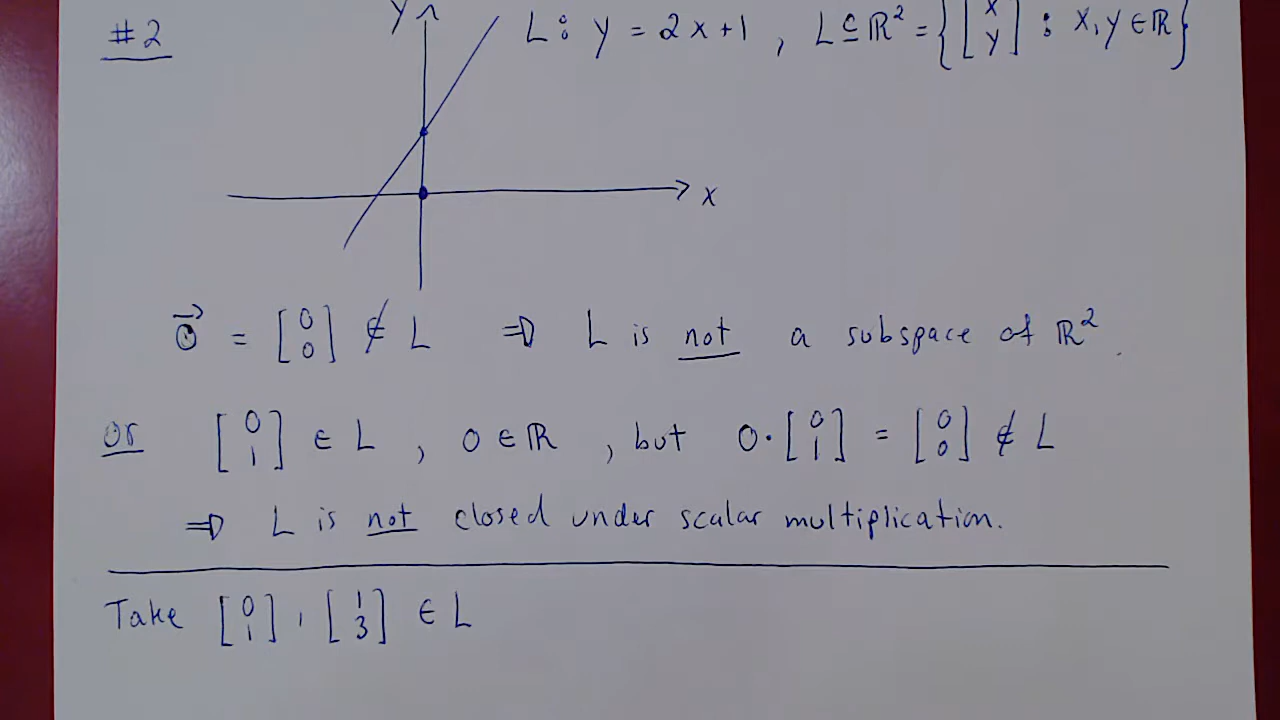 #2
y
L: y = 2x+1 , L ⊆ ℝ² = { [x y] : x, y ∈ ℝ }
x
0⃗ = [0 0] ∉ L ⇒ L is not a subspace of ℝ².
or [0 1] ∈ L , 0 ∈ ℝ , but 0 · [0 1] = [0 0] ∉ L
⇒ L is not closed under scalar multiplication.
Take [0 1] , [1 3] ∈ L